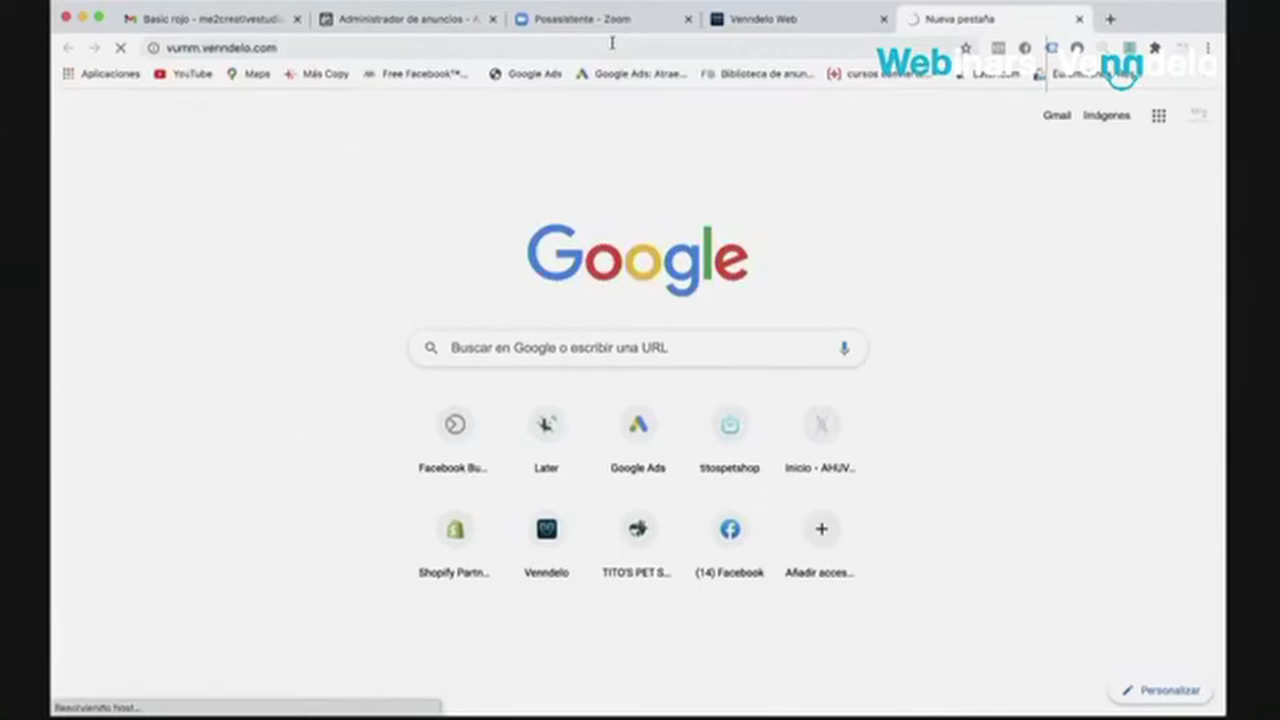 Basic rojo - me2creativestudi
Administrador de anuncios - A
Posasistente - Zoom
Venndelo Web
Nueva pestaña
vumm.venndelo.com
Webinars Venndelo
Aplicaciones
YouTube
Maps
Más Copy
Free Facebook™...
Google Ads
Google Ads: Atrae...
Biblioteca de anun...
Gmail
Imágenes
Google
Buscar en Google o escribir una URL
Facebook Bu...
Later
Google Ads
titospetshop
Inicio - AHUV...
Shopify Partn...
Venndelo
TITO'S PET S...
(14) Facebook
Añadir acces...
Personalizar
Resolviendo host...